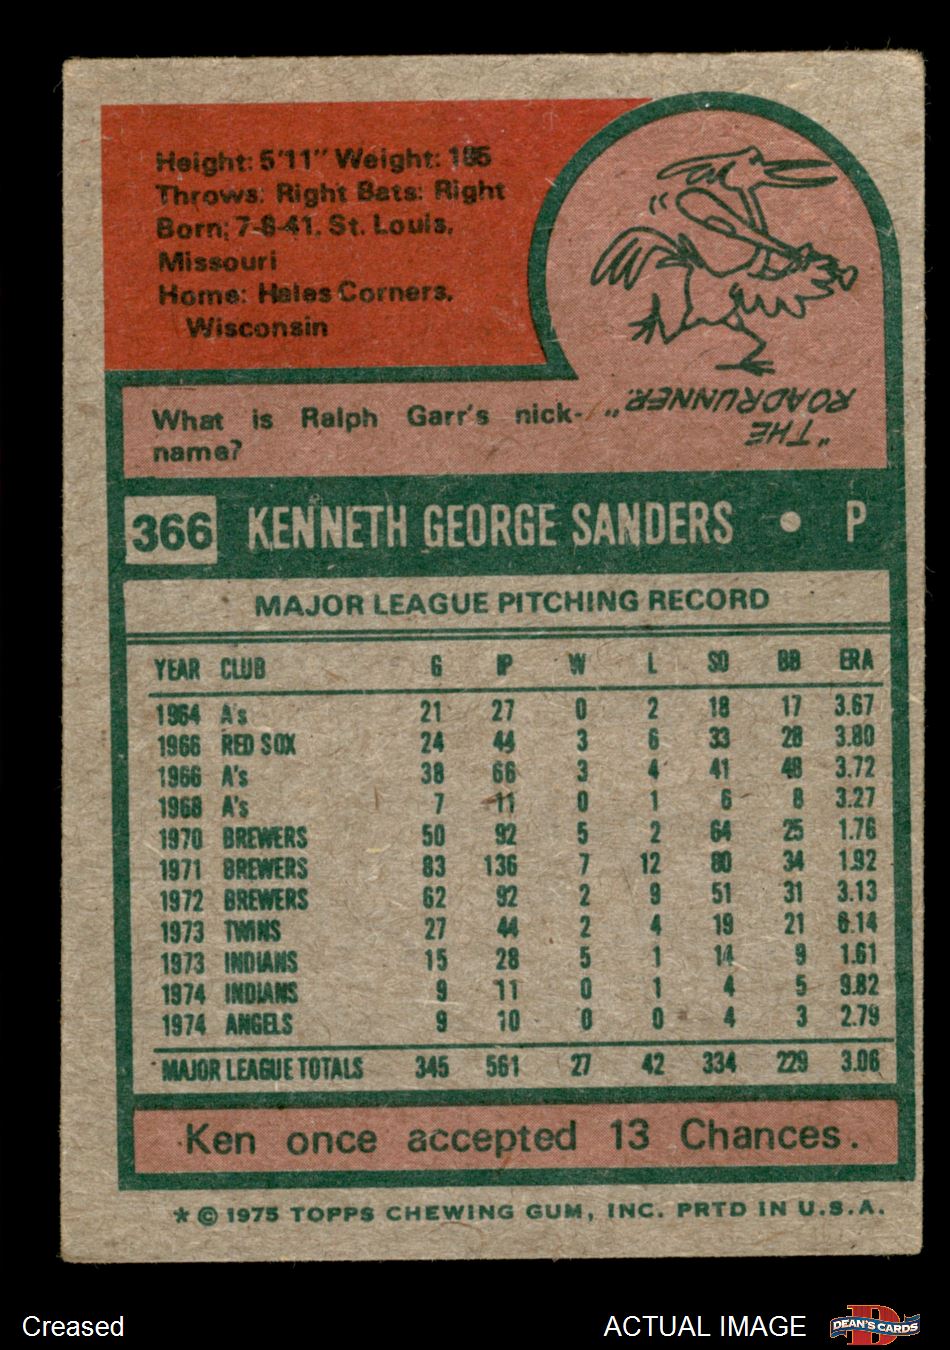 Height: 5'11" Weight: 185
Throws: Right Bats: Right
Born: 7-8-41, St. Louis,
Missouri
Home: Hales Corners,
Wisconsin
What is Ralph Garr's nick-
name?
"THE
ROADRUNNER."
366 KENNETH GEORGE SANDERS • P
MAJOR LEAGUE PITCHING RECORD
YEAR CLUB G IP W L SO BB ERA
1964 A's 21 27 0 2 18 17 3.67
1966 RED SOX 24 44 3 6 33 28 3.80
1966 A's 38 66 3 4 41 48 3.72
1968 A's 7 11 0 1 6 8 3.27
1970 BREWERS 50 92 5 2 64 25 1.76
1971 BREWERS 83 136 7 12 80 34 1.92
1972 BREWERS 62 92 2 9 51 31 3.13
1973 TWINS 27 44 2 4 19 21 6.14
1973 INDIANS 15 28 5 1 14 9 1.61
1974 INDIANS 9 11 0 1 4 5 9.82
1974 ANGELS 9 10 0 0 4 3 2.79
MAJOR LEAGUE TOTALS 345 561 27 42 334 229 3.06
Ken once accepted 13 Chances.
* © 1975 TOPPS CHEWING GUM, INC. PRTD IN U.S.A.
Creased
ACTUAL IMAGE
DEAN'S CARDS